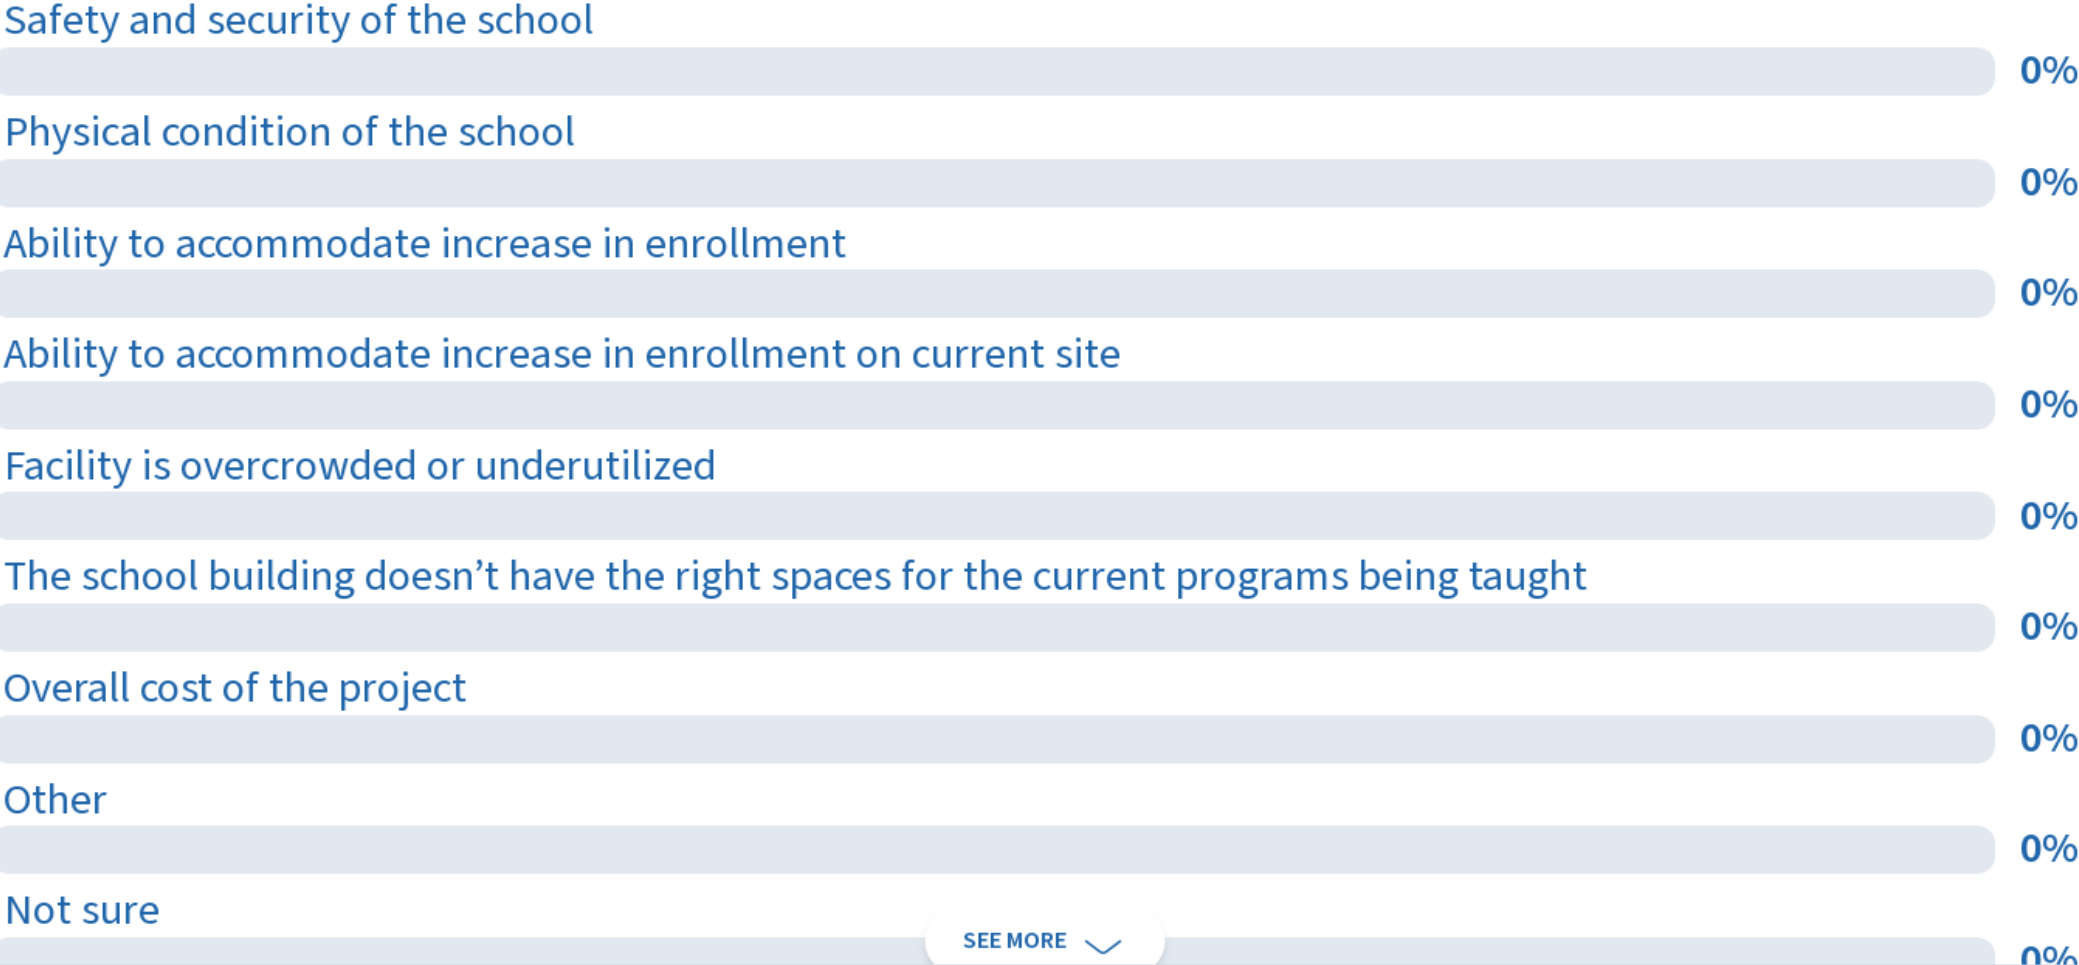 Safety and security of the school
0%
Physical condition of the school
0%
Ability to accommodate increase in enrollment
0%
Ability to accommodate increase in enrollment on current site
0%
Facility is overcrowded or underutilized
0%
The school building doesn’t have the right spaces for the current programs being taught
0%
Overall cost of the project
0%
Other
0%
Not sure
0%
SEE MORE